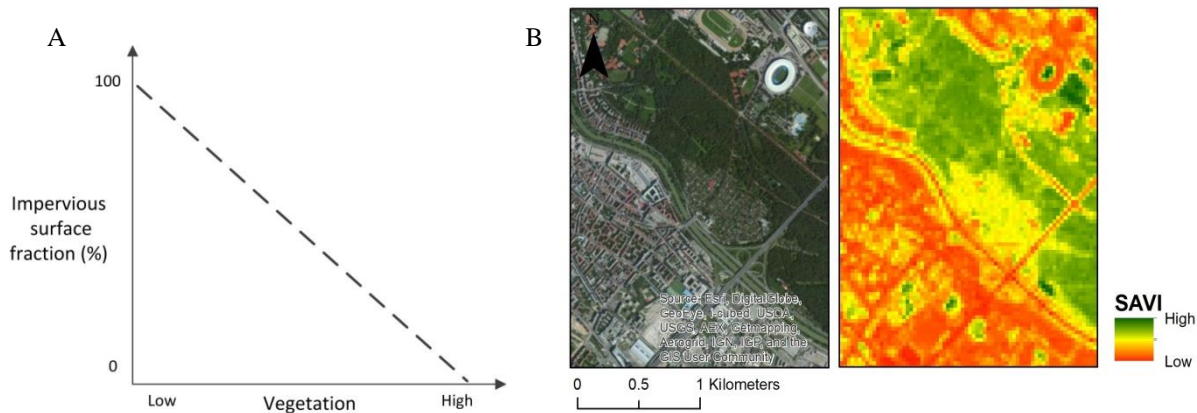 A
100
Impervious
surface
fraction (%)
0
Low
Vegetation
High
B
N
Source: Esri, DigitalGlobe,
GeoEye, i-cubed, USDA,
USGS, AEX, Getmapping,
Aerogrid, IGN, IGP, and the
GIS User Community
0
0.5
1 Kilometers
SAVI
High
Low